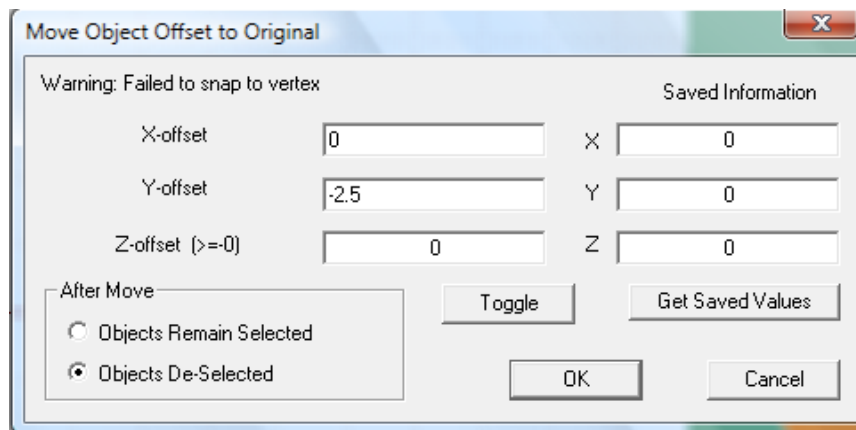 Move Object Offset to Original
Warning: Failed to snap to vertex
Saved Information
X-offset 0 X 0
Y-offset -2.5 Y 0
Z-offset (>=-0) 0 Z 0
After Move
Toggle Get Saved Values
Objects Remain Selected
Objects De-Selected
OK Cancel